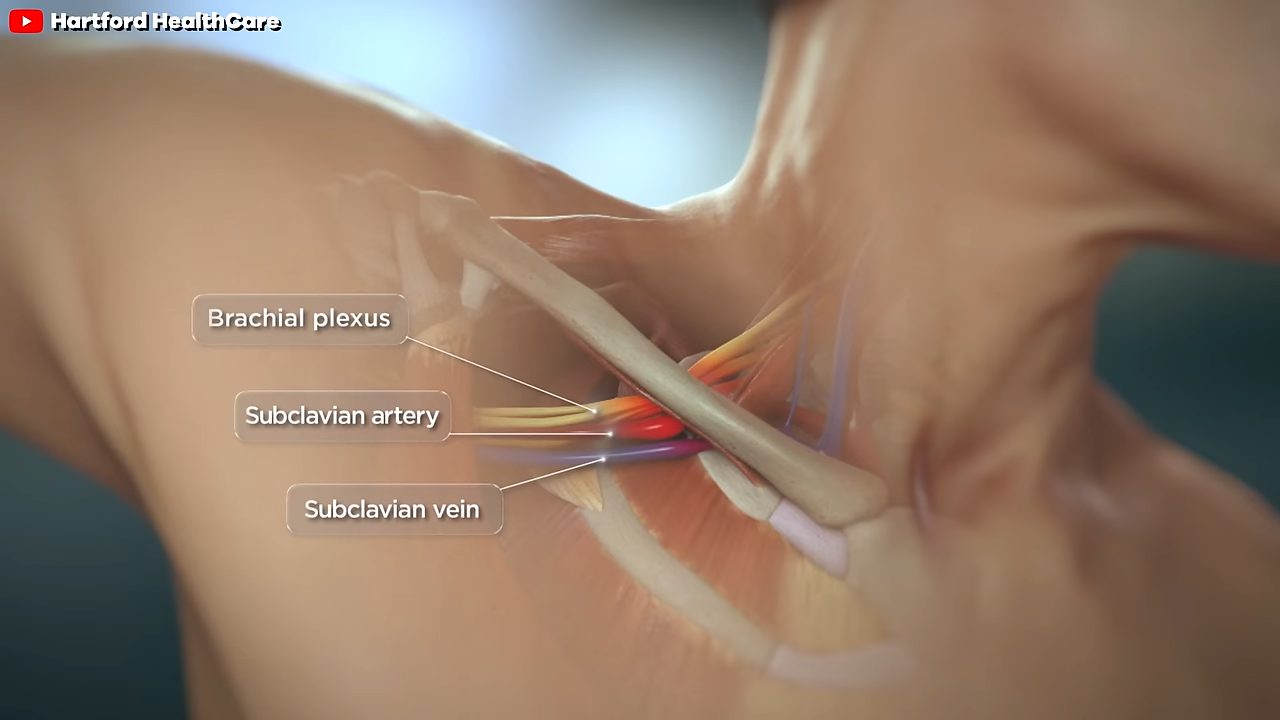 Hartford HealthCare
Brachial plexus
Subclavian artery
Subclavian vein